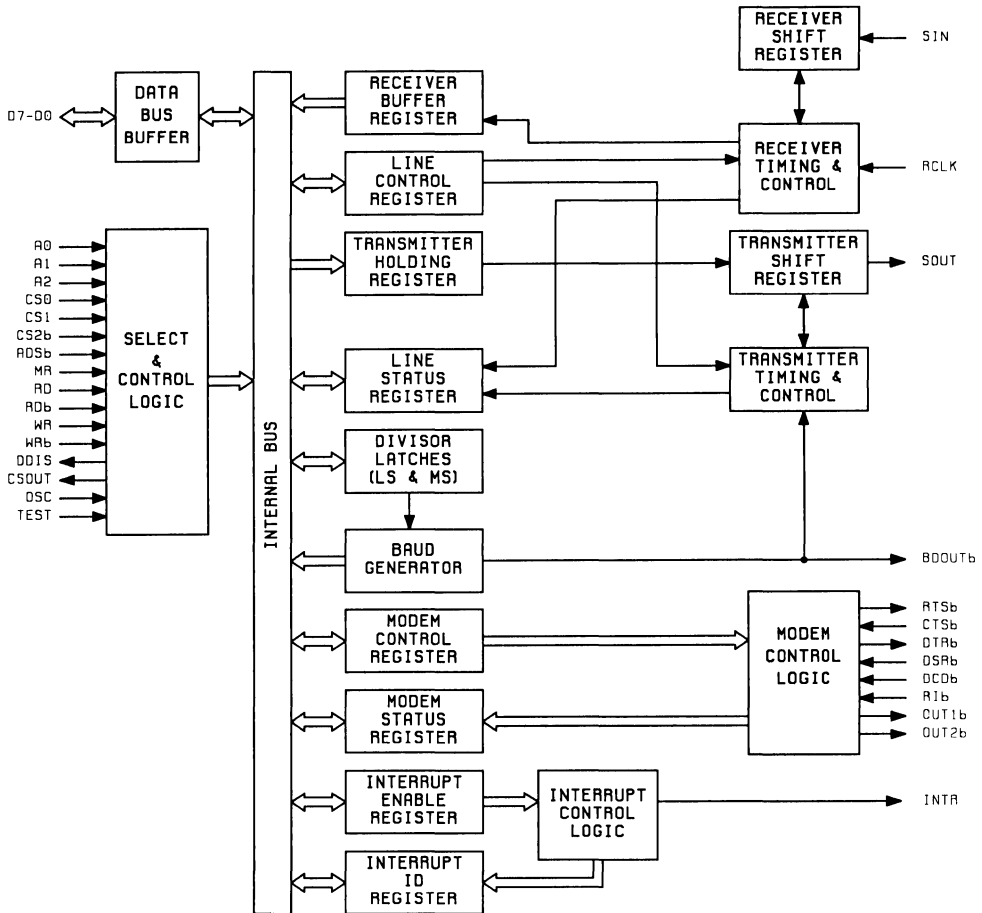 RECEIVER
SHIFT
REGISTER
SIN
D7-D0
DATA
BUS
BUFFER
RECEIVER
BUFFER
REGISTER
RECEIVER
TIMING &
CONTROL
RCLK
LINE
CONTROL
REGISTER
A0
A1
A2
CS0
CS1
CS2b
ADSb
MR
RD
RDb
WR
WRb
DDIS
CSOUT
OSC
TEST
SELECT
&
CONTROL
LOGIC
INTERNAL BUS
TRANSMITTER
HOLDING
REGISTER
TRANSMITTER
SHIFT
REGISTER
SOUT
LINE
STATUS
REGISTER
TRANSMITTER
TIMING &
CONTROL
DIVISOR
LATCHES
(LS & MS)
BAUD
GENERATOR
BDOUTb
MODEM
CONTROL
REGISTER
MODEM
CONTROL
LOGIC
RTSb
CTSb
DTRb
DSRb
DCDb
RIb
OUT1b
OUT2b
MODEM
STATUS
REGISTER
INTERRUPT
ENABLE
REGISTER
INTERRUPT
CONTROL
LOGIC
INTR
INTERRUPT
ID
REGISTER